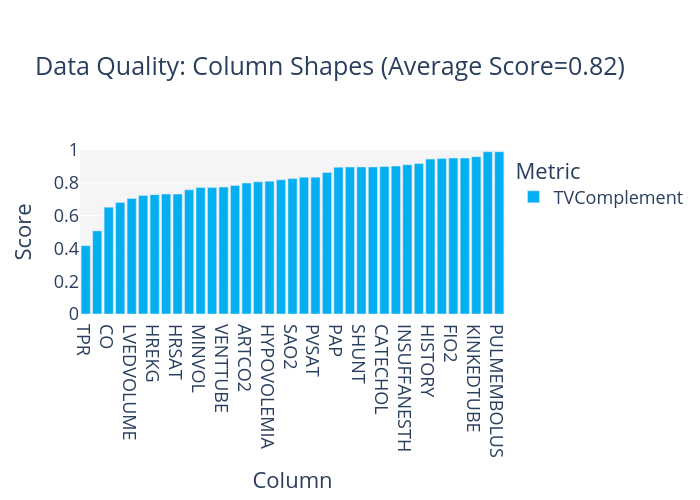 Data Quality: Column Shapes (Average Score=0.82)
1
0.8
0.6
0.4
0.2
0
Score
Metric
TVComplement
TPR
CO
LVEDVOLUME
HREKG
HRSAT
MINVOL
VENTTUBE
ARTCO2
HYPOVOLEMIA
SAO2
PVSAT
PAP
SHUNT
CATECHOL
INSUFFANESTH
HISTORY
FIO2
KINKEDTUBE
PULMEMBOLUS
Column